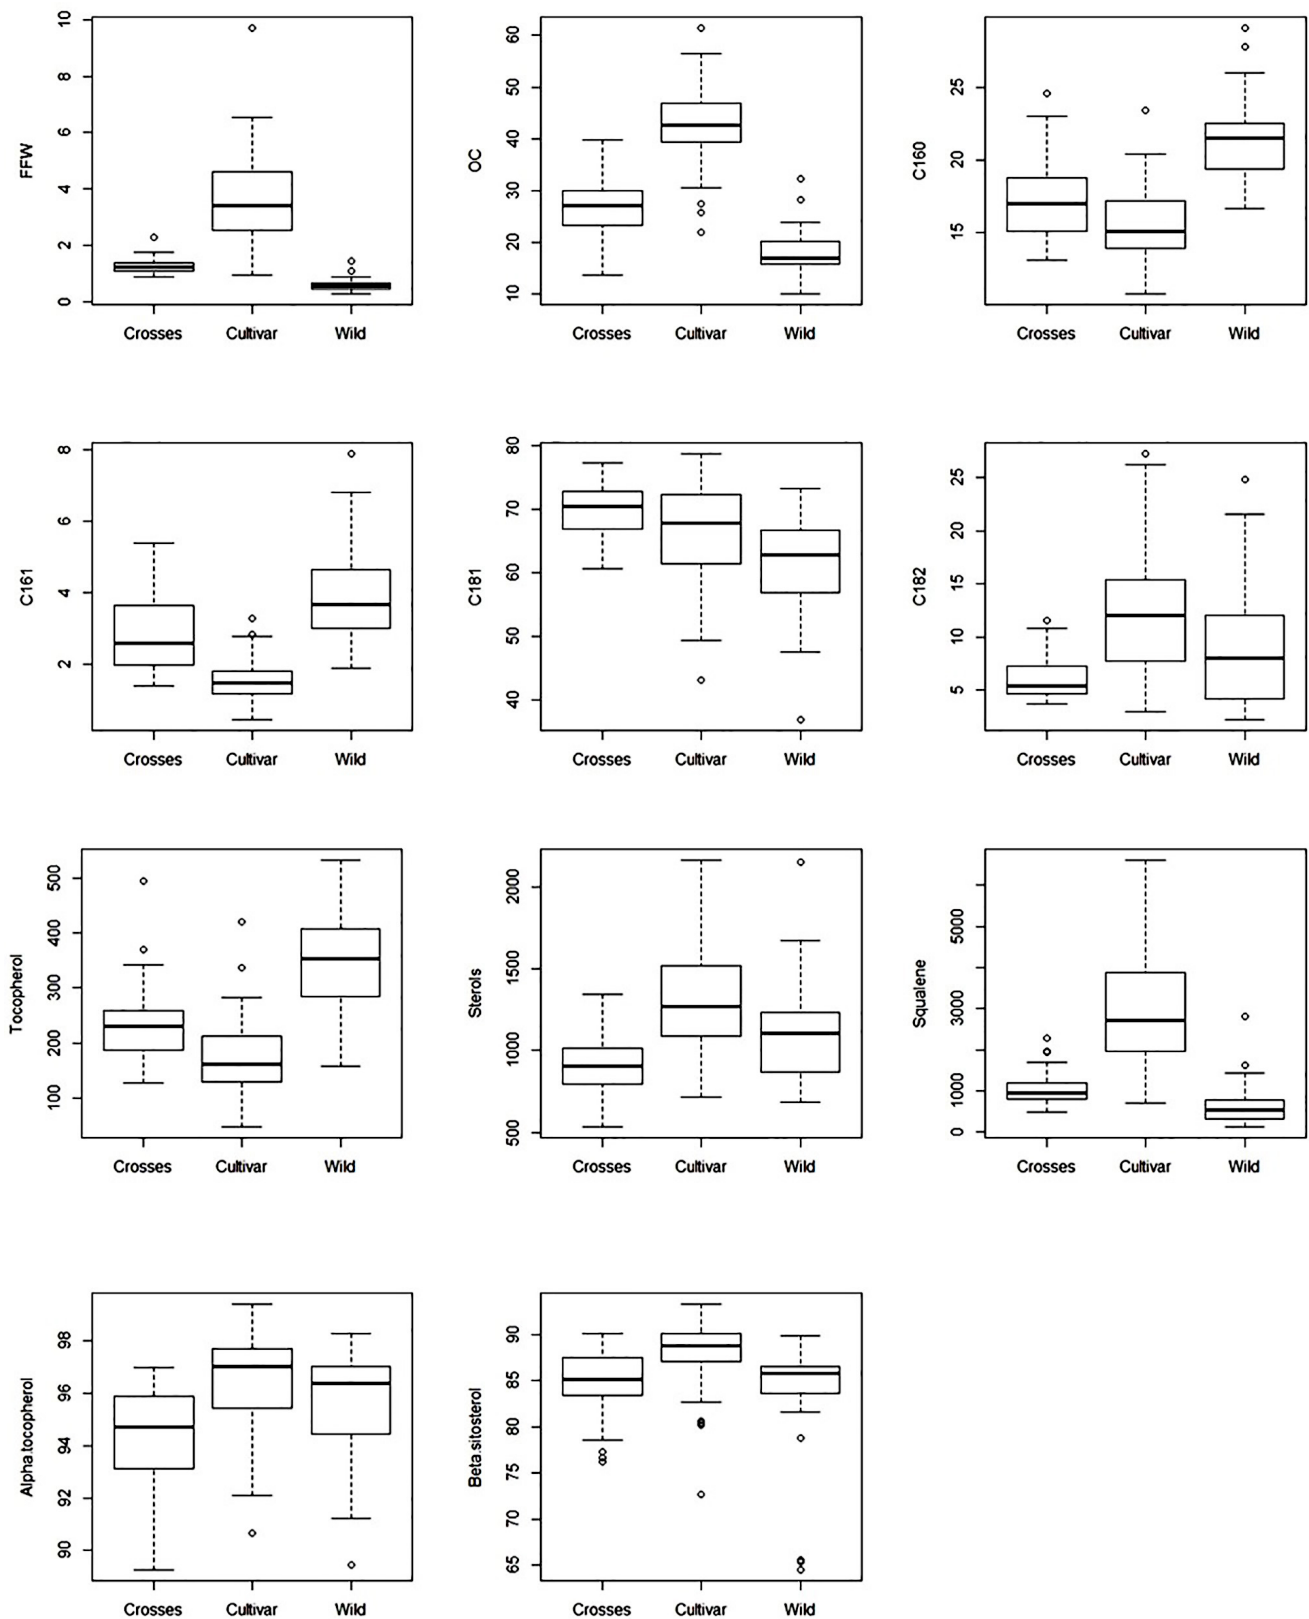 FFW
10
8
6
4
2
0
Crosses Cultivar Wild
OC
60
50
40
30
20
10
Crosses Cultivar Wild
C160
25
20
15
Crosses Cultivar Wild
C161
8
6
4
2
Crosses Cultivar Wild
C181
80
70
60
50
40
Crosses Cultivar Wild
C182
25
20
15
10
5
Crosses Cultivar Wild
Tocopherol
500
400
300
200
100
Crosses Cultivar Wild
Sterols
2000
1500
1000
500
Crosses Cultivar Wild
Squalene
5000
3000
1000
0
Crosses Cultivar Wild
Alpha.tocopherol
98
96
94
92
90
Crosses Cultivar Wild
Beta.sitosterol
90
85
80
75
70
65
Crosses Cultivar Wild